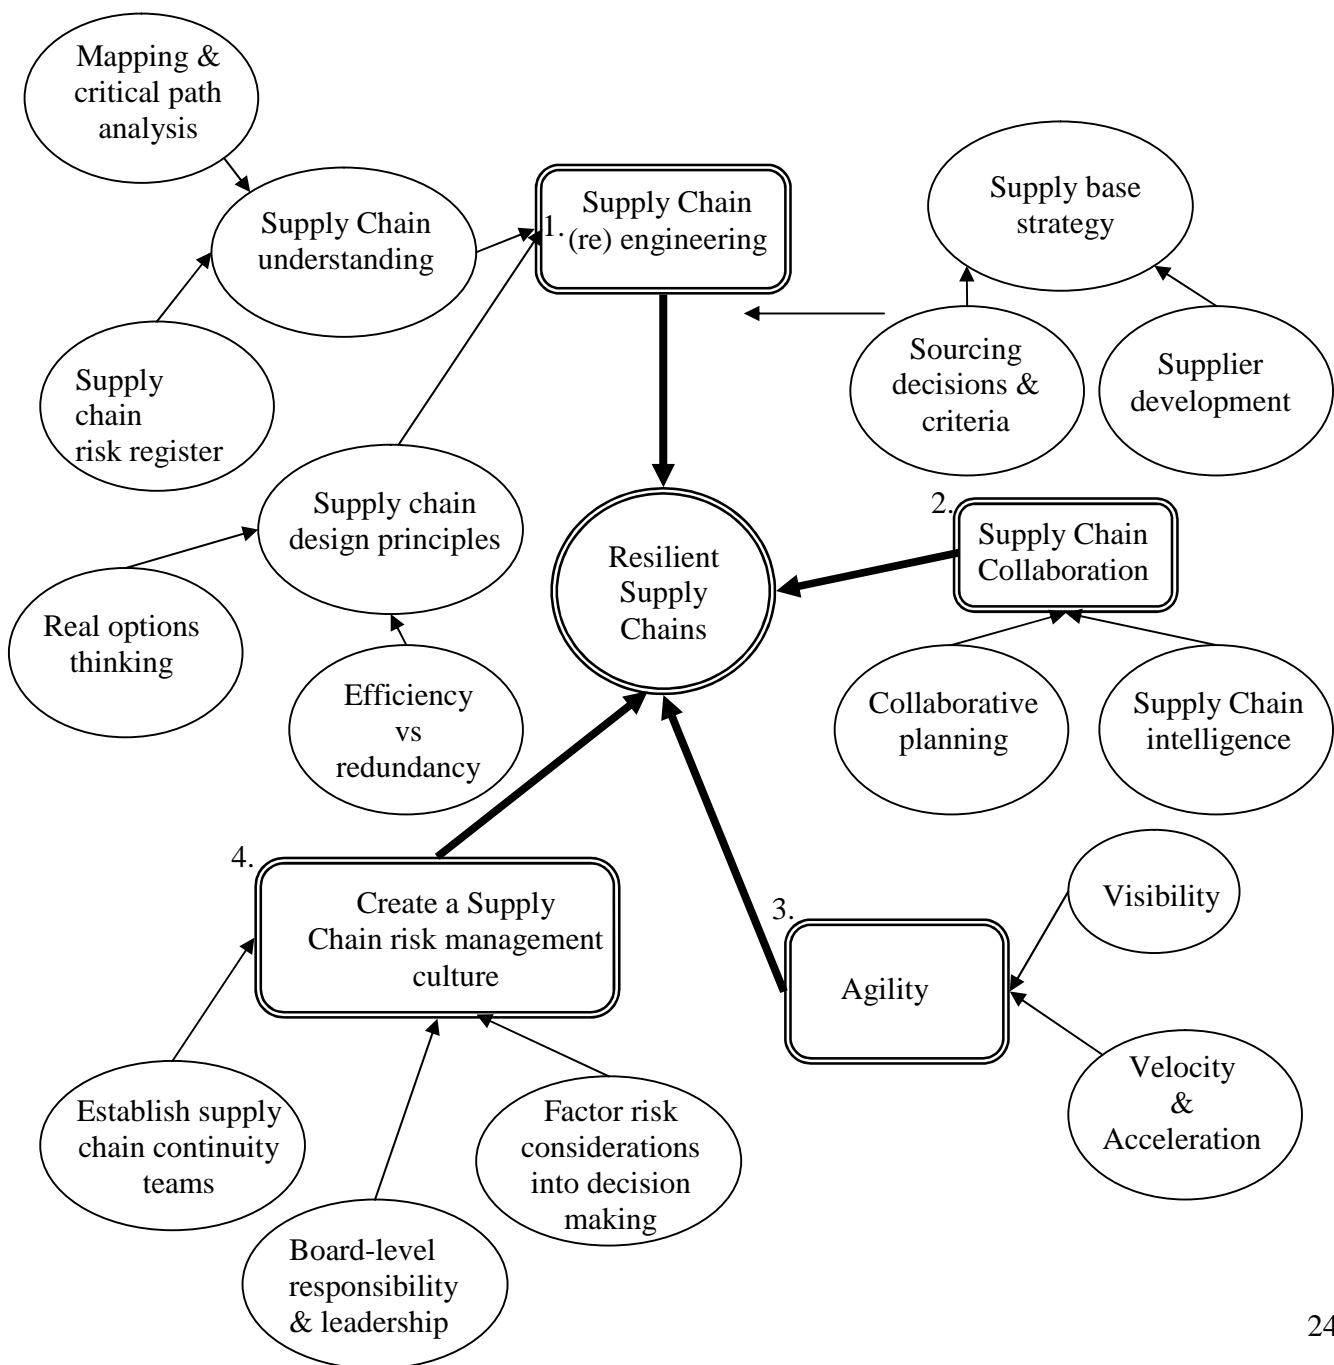 Mapping &
critical path
analysis
Supply Chain
understanding
Supply
chain
risk register
1.
Supply Chain
(re) engineering
Supply base
strategy
Sourcing
decisions &
criteria
Supplier
development
Supply chain
design principles
Real options
thinking
Efficiency
vs
redundancy
Resilient
Supply
Chains
2.
Supply Chain
Collaboration
Collaborative
planning
Supply Chain
intelligence
4.
Create a Supply
Chain risk management
culture
3.
Agility
Visibility
Velocity
&
Acceleration
Establish supply
chain continuity
teams
Board-level
responsibility
& leadership
Factor risk
considerations
into decision
making
24